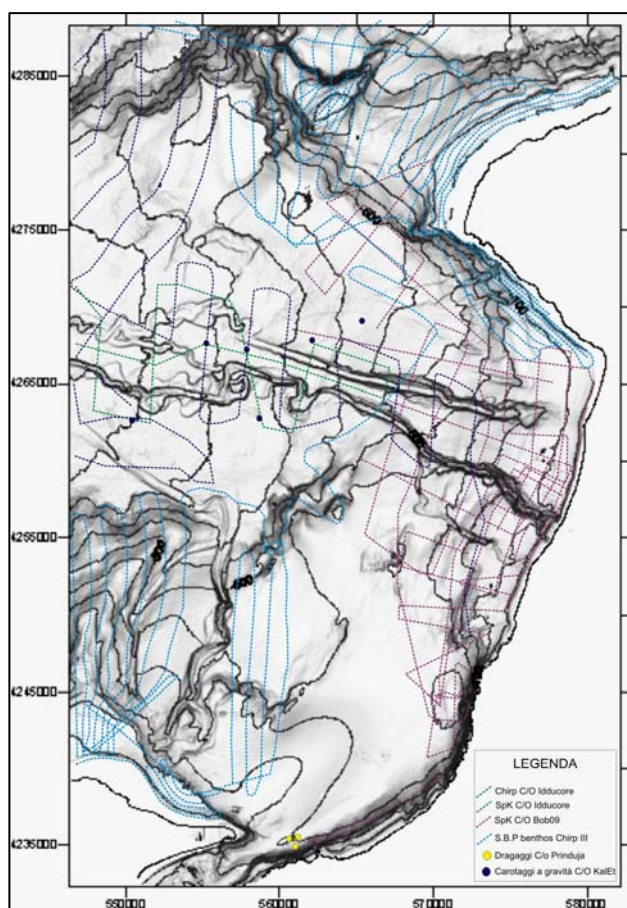 4285000
4275000
4265000
4255000
4245000
4235000
550000
560000
570000
580000
LEGENDA
Chirp C/O Idducore
SpK C/O Idducore
SpK C/O Bob09
S.B.P benthos Chirp III
Dragaggi C/o Prinduja
Carotaggi a gravità C/O KalEt